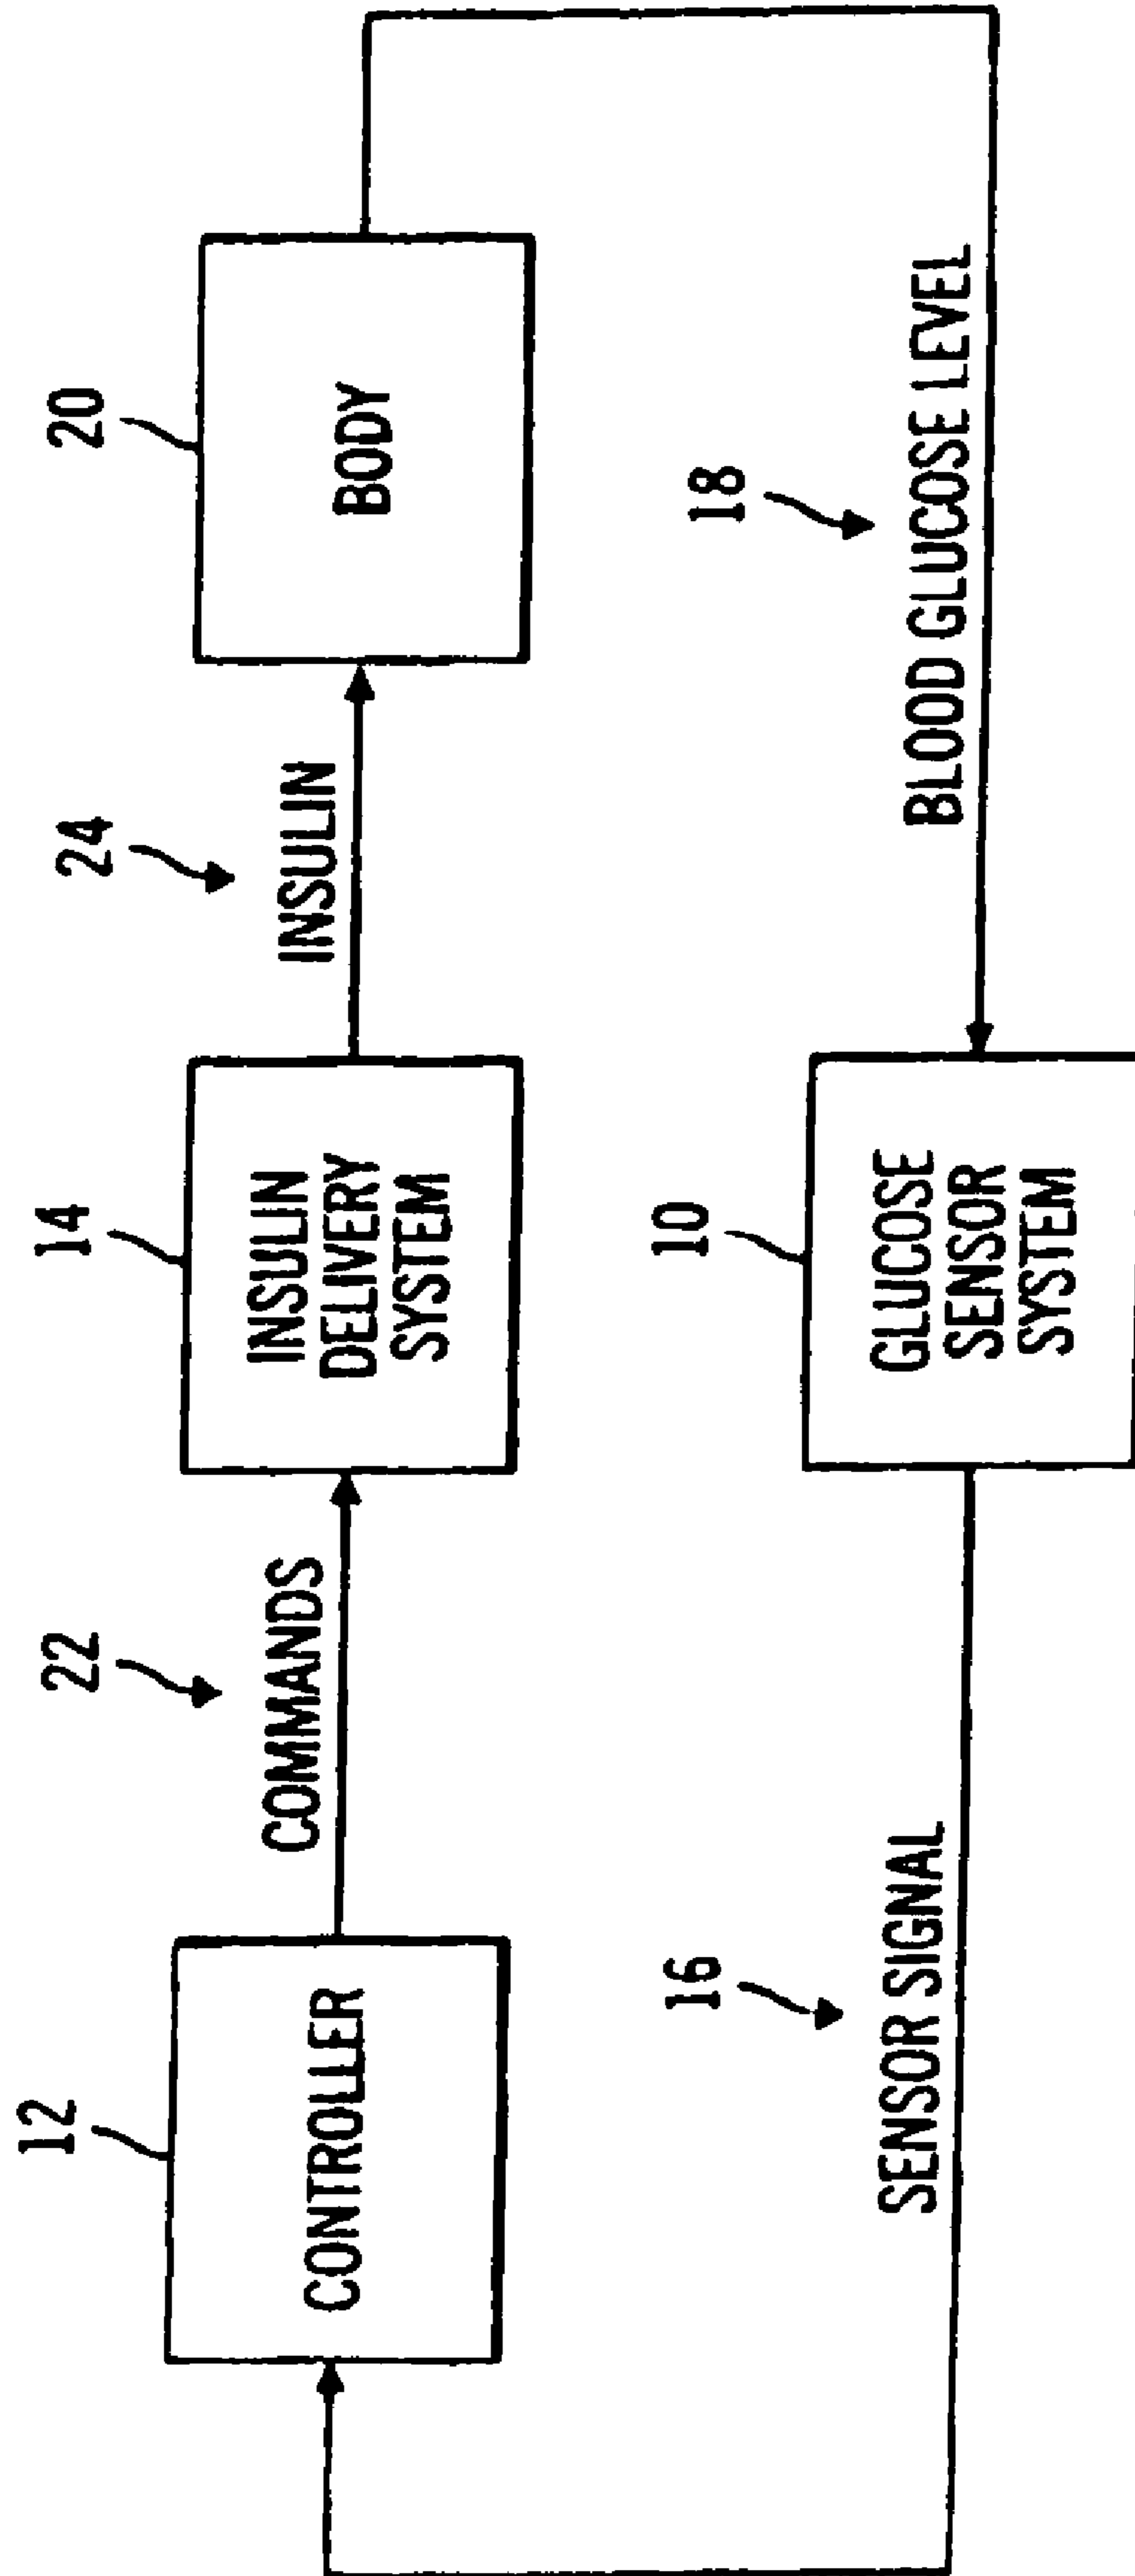 12
CONTROLLER
22
COMMANDS
14
INSULIN
DELIVERY
SYSTEM
24
INSULIN
20
BODY
16
SENSOR SIGNAL
10
GLUCOSE
SENSOR
SYSTEM
18
BLOOD GLUCOSE LEVEL